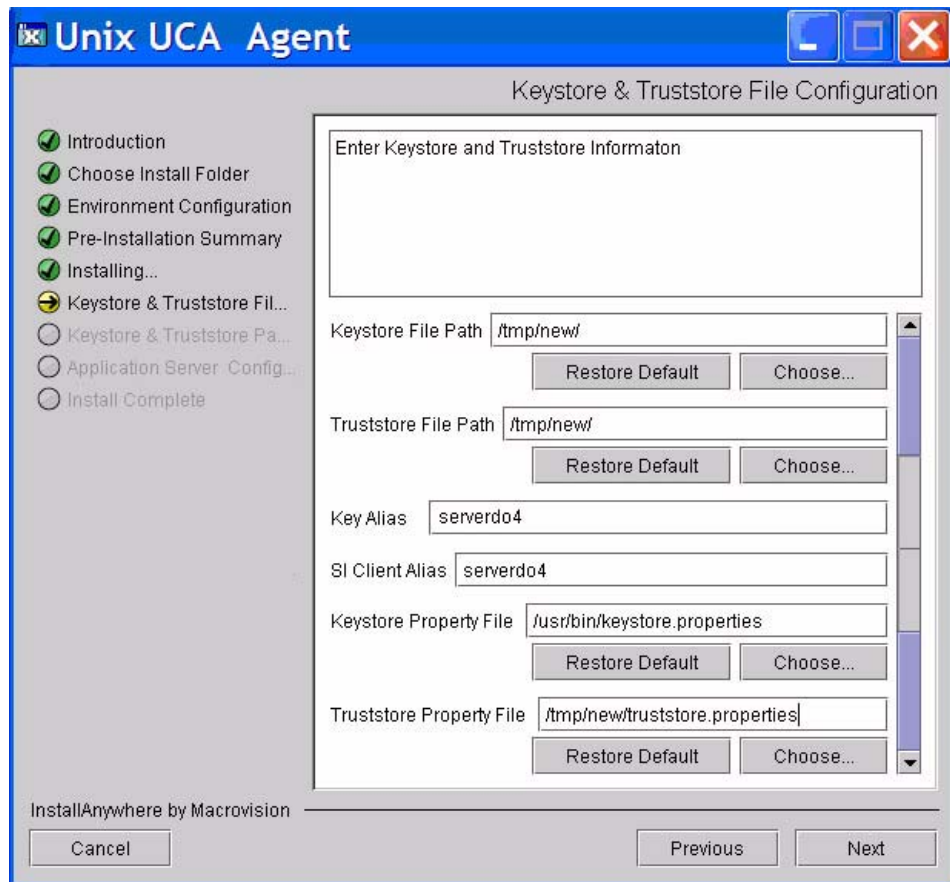 Unix UCA Agent
Keystore & Truststore File Configuration
Introduction
Choose Install Folder
Environment Configuration
Pre-Installation Summary
Installing...
Keystore & Truststore Fil...
Keystore & Truststore Pa...
Application Server Config...
Install Complete
Enter Keystore and Truststore Informaton
Keystore File Path /tmp/new/
Restore Default Choose...
Truststore File Path /tmp/new/
Restore Default Choose...
Key Alias serverdo4
SI Client Alias serverdo4
Keystore Property File /usr/bin/keystore.properties
Restore Default Choose...
Truststore Property File /tmp/new/truststore.properties
Restore Default Choose...
InstallAnywhere by Macrovision
Cancel Previous Next